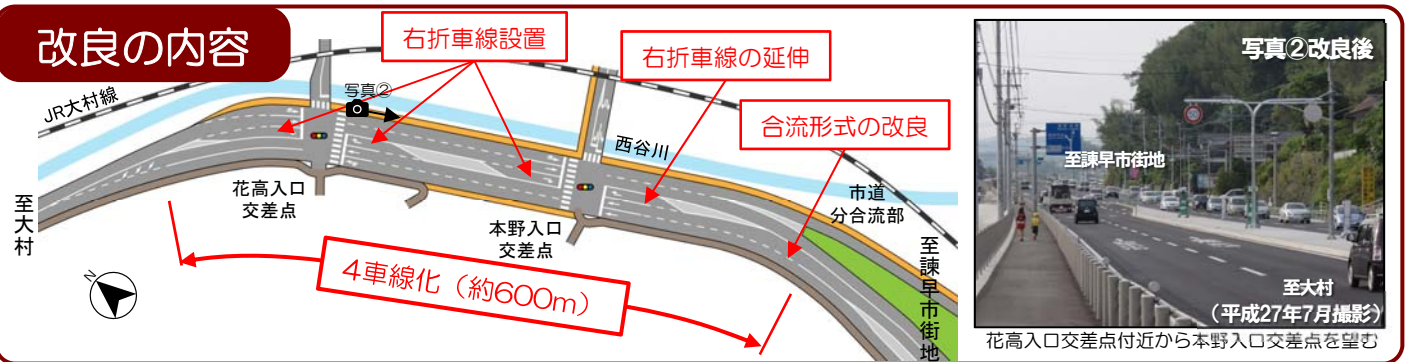 改良の内容
右折車線設置
右折車線の延伸
合流形式の改良
JR大村線
写真②
西谷川
花高入口
交差点
本野入口
交差点
市道
分合流部
至大村
至諫早市街地
4車線化（約600m）
N
写真②改良後
至諫早市街地
至大村
（平成27年7月撮影）
花高入口交差点付近から本野入口交差点を望む